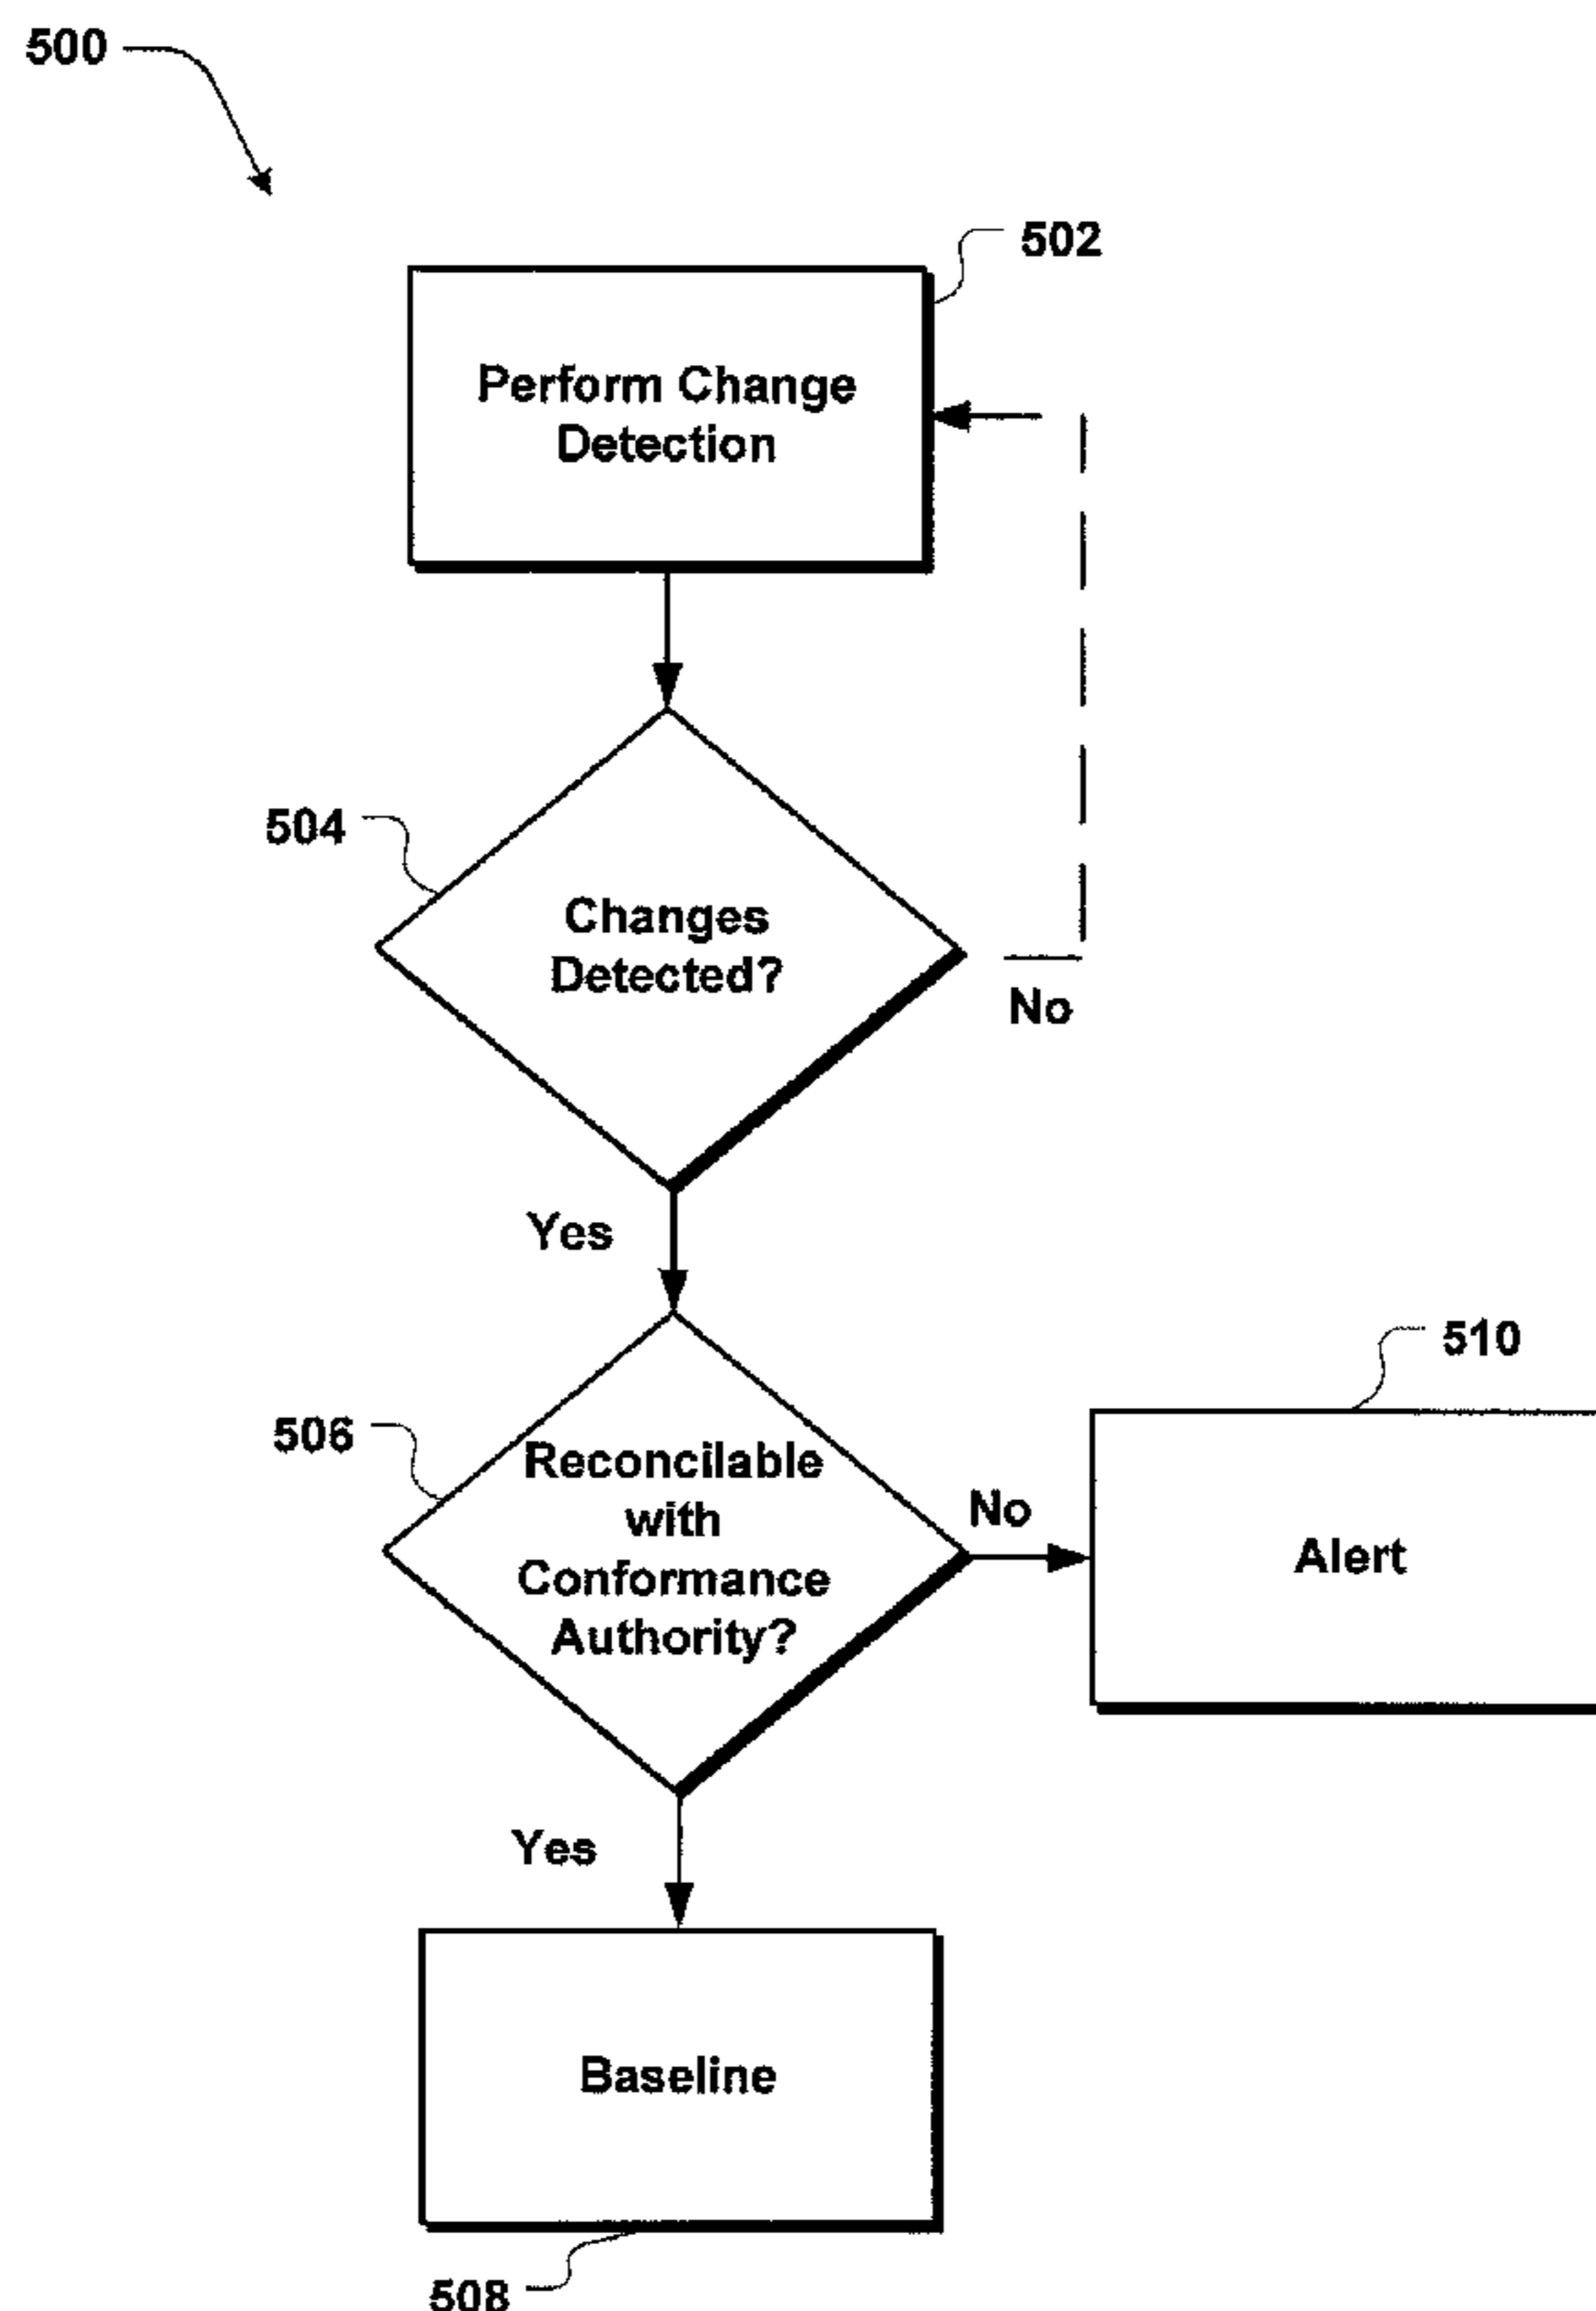 500
502
Perform Change
Detection
504
Changes
Detected?
No
Yes
506
Reconcilable
with
Conformance
Authority?
No
510
Alert
Yes
Baseline
508